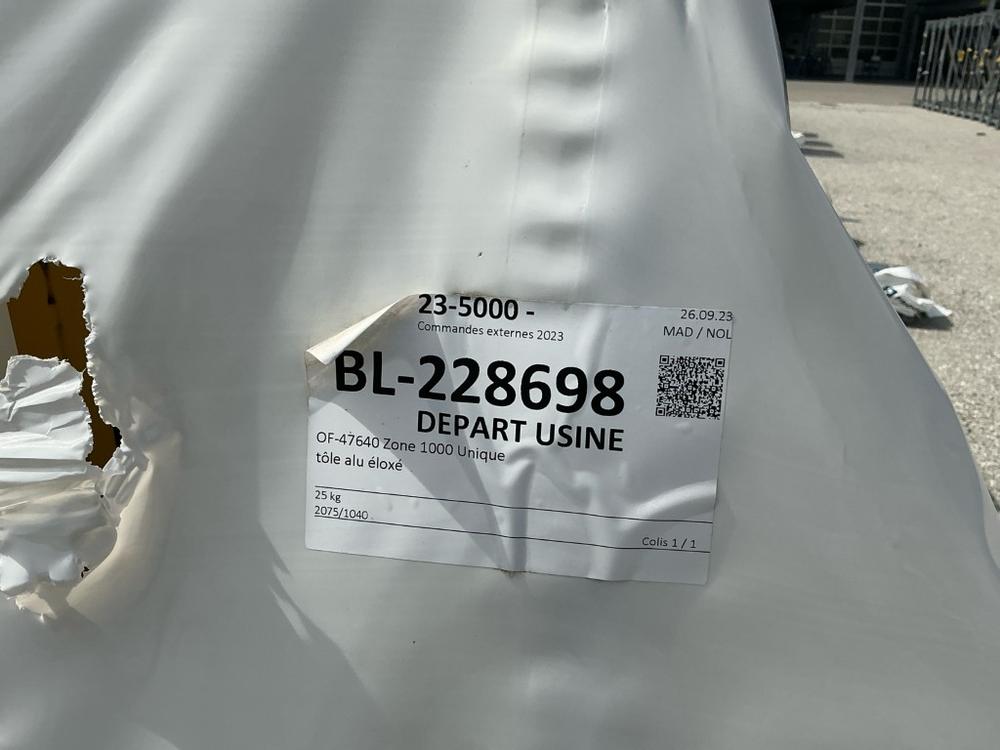 23-5000 -
Commandes externes 2023
26.09.23
MAD / NOL
BL-228698
DEPART USINE
OF-47640 Zone 1000 Unique
tôle alu éloxé
25 kg
2075/1040
Colis 1 / 1